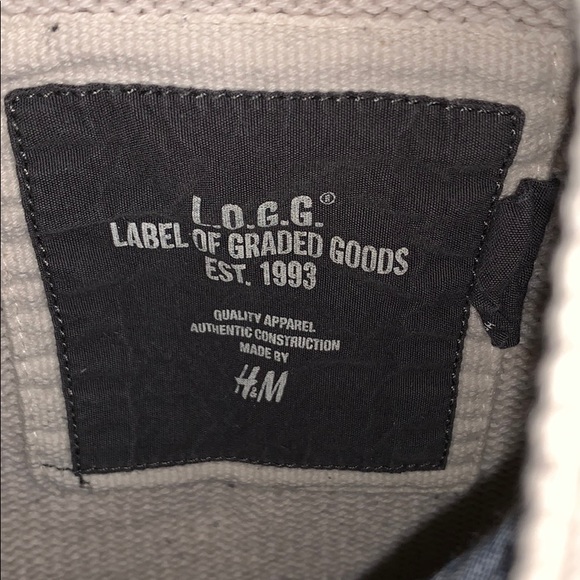 L.O.G.G.®
LABEL OF GRADED GOODS
EST. 1993
QUALITY APPAREL
AUTHENTIC CONSTRUCTION
MADE BY
H&M